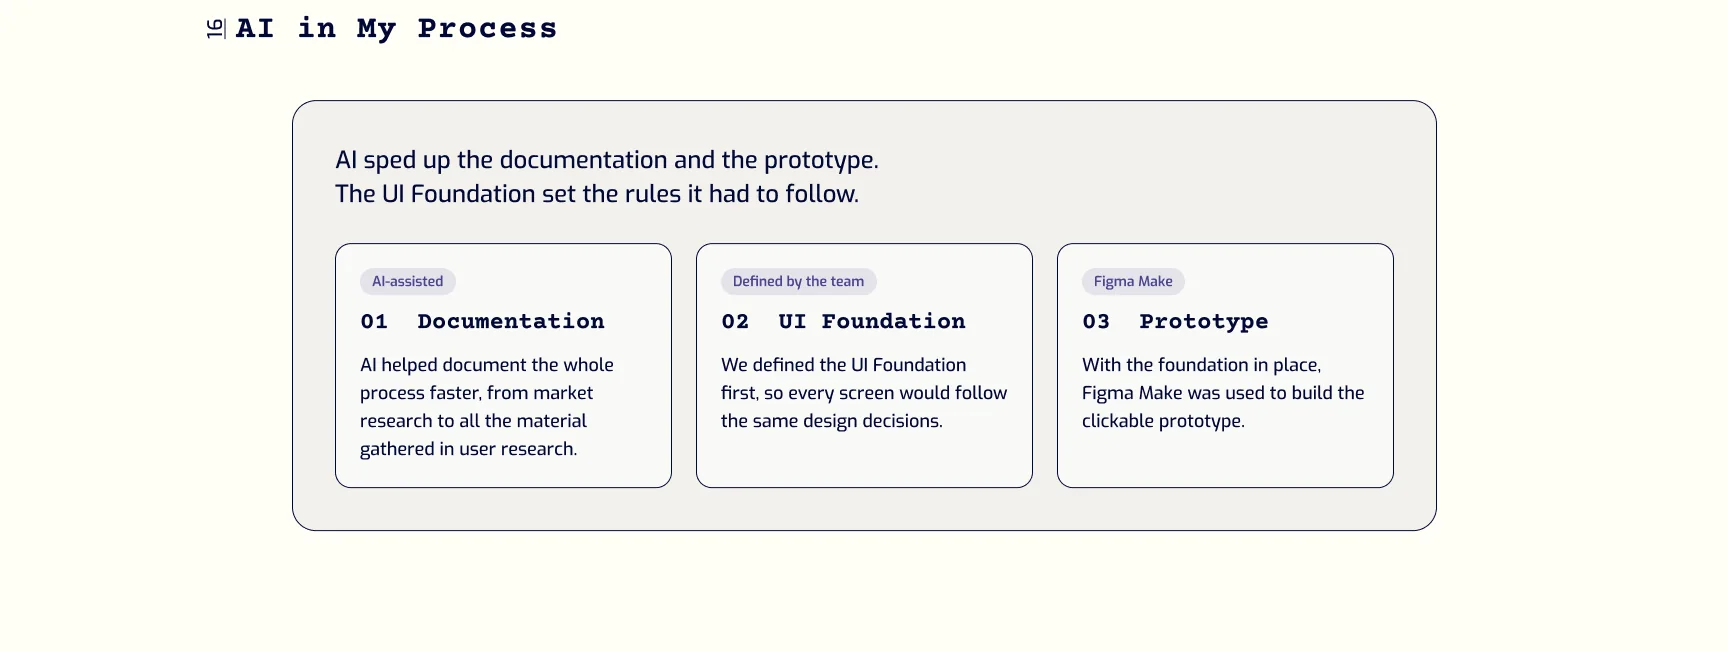 16 AI in My Process
AI sped up the documentation and the prototype.
The UI Foundation set the rules it had to follow.
AI-assisted
01 Documentation
AI helped document the whole
process faster, from market
research to all the material
gathered in user research.
Defined by the team
02 UI Foundation
We defined the UI Foundation
first, so every screen would follow
the same design decisions.
Figma Make
03 Prototype
With the foundation in place,
Figma Make was used to build the
clickable prototype.